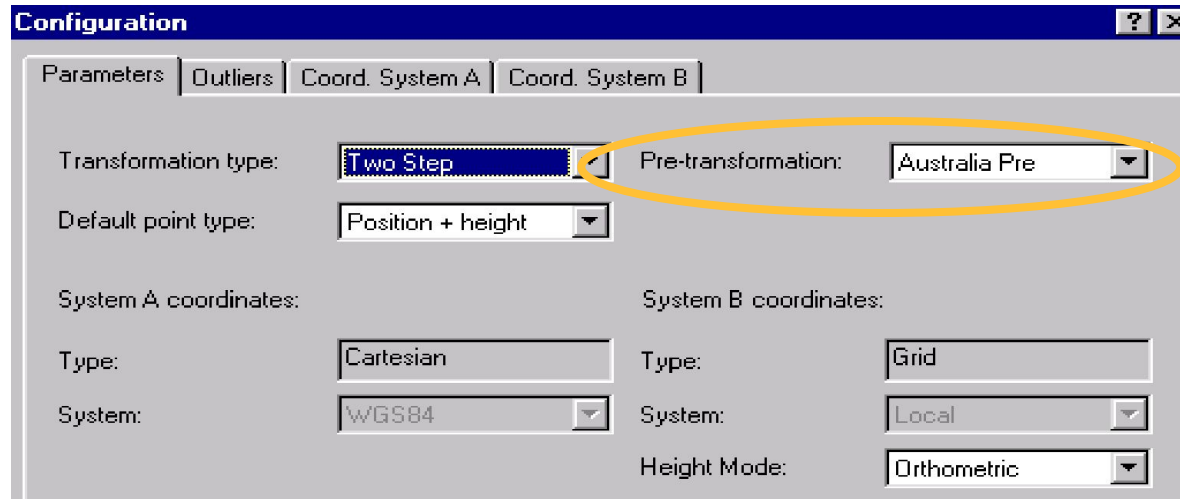 Configuration
Parameters Outliers Coord. System A Coord. System B
Transformation type: Two Step Pre-transformation: Australia Pre
Default point type: Position + height
System A coordinates: System B coordinates:
Type: Cartesian Type: Grid
System: WGS84 System: Local
Height Mode: Orthometric